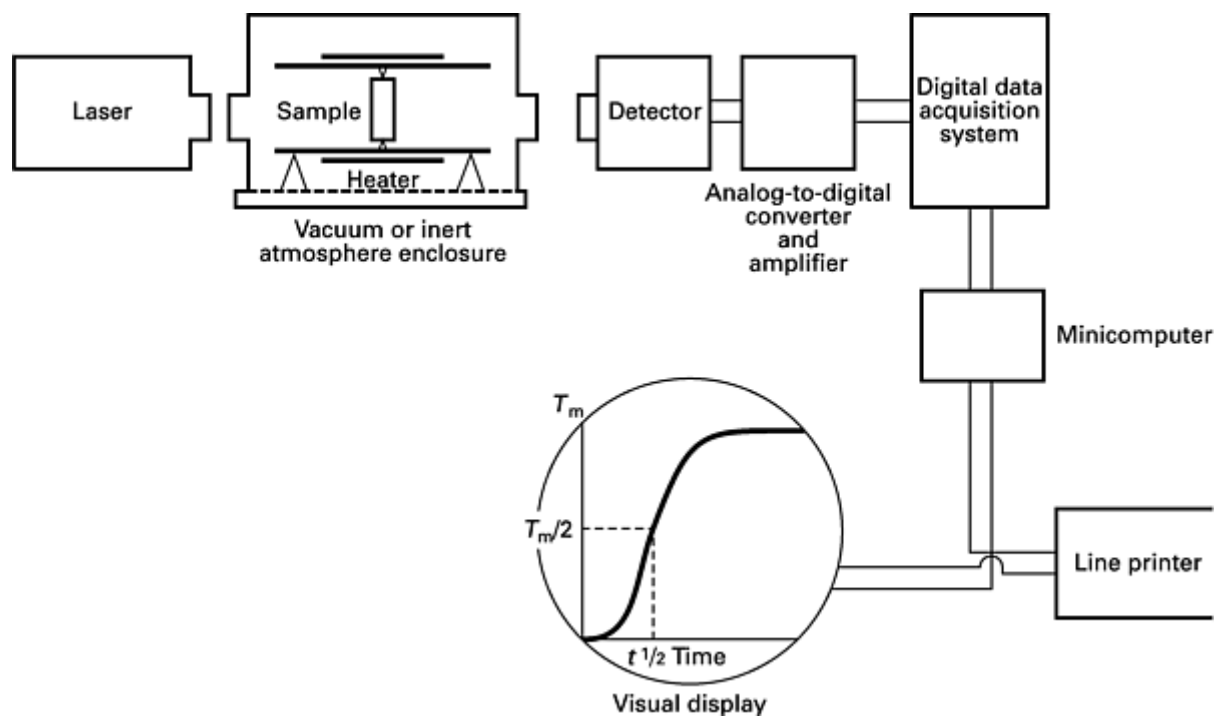 Laser
Sample
Heater
Vacuum or inert
atmosphere enclosure
Detector
Analog-to-digital
converter
and
amplifier
Digital data
acquisition
system
Minicomputer
Line printer
Tm
Tm/2
t 1/2 Time
Visual display